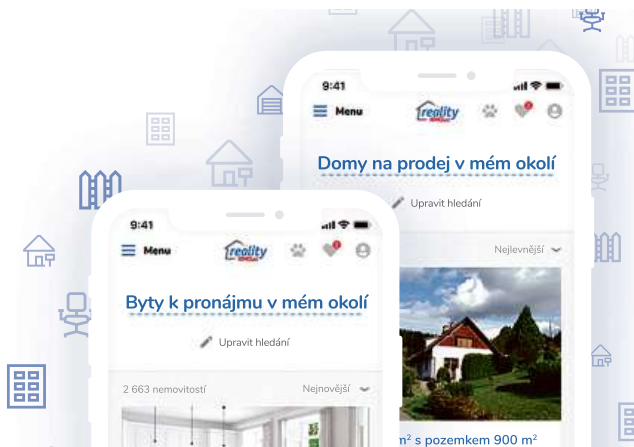 9:41
Menu
reality
Domy na prodej v mém okolí
Upravit hledání
Nejlevnější
m² s pozemkem 900 m²
9:41
Menu
reality
Byty k pronájmu v mém okolí
Upravit hledání
2 663 nemovitostí
Nejnovější